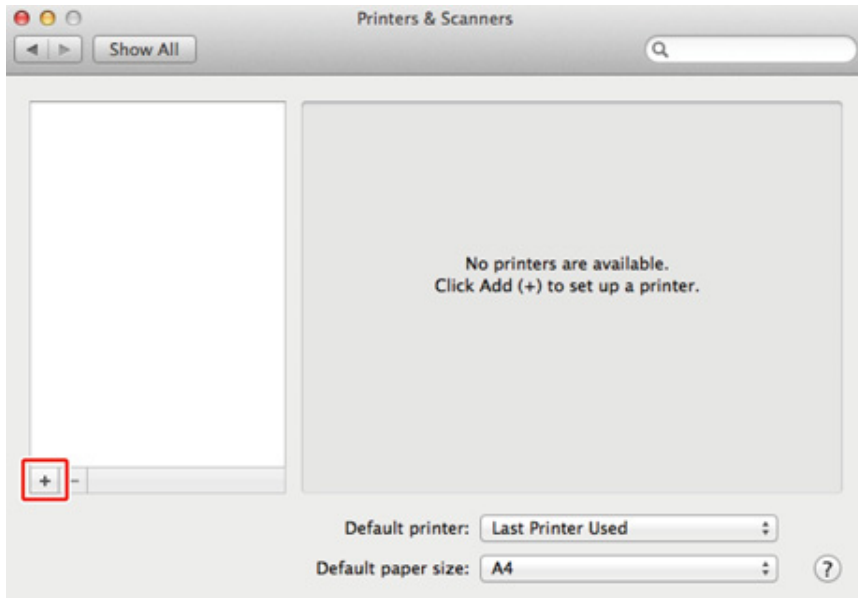 Printers & Scanners
Show All
No printers are available.
Click Add (+) to set up a printer.
+ -
Default printer: Last Printer Used
Default paper size: A4 ?